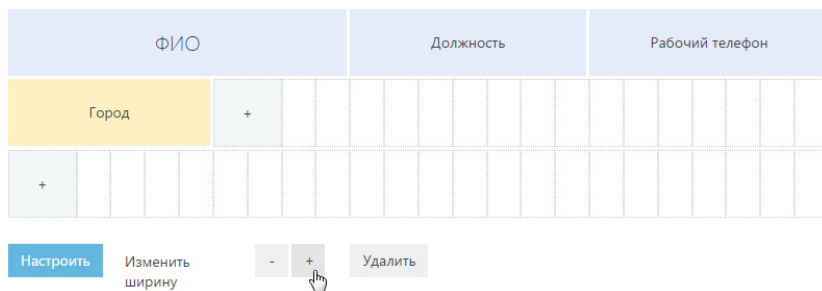 ФИО Должность Рабочий телефон
Город +
+
Настроить Изменить - + Удалить
ширину